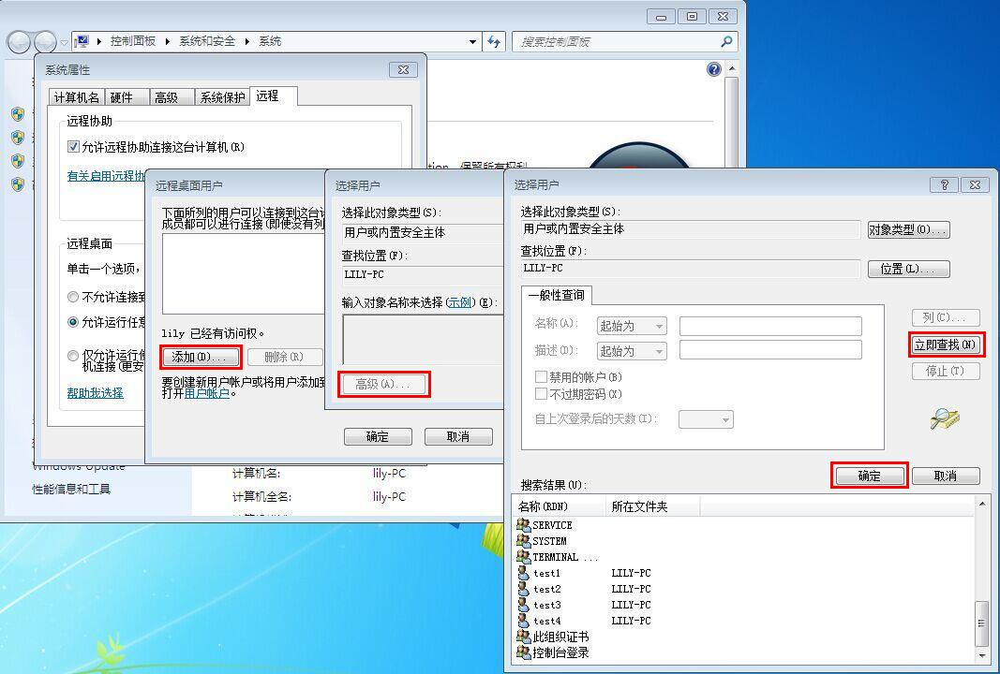 控制面板 ▸ 系统和安全 ▸ 系统
搜索控制面板
系统属性
计算机名 硬件 高级 系统保护 远程
远程协助
允许远程协助连接这台计算机(R)
有关启用远程协
远程桌面
单击一个选项,
不允许连接到
允许运行任意
仅允许运行使
机连接(更安
帮助我选择
tion。保留所有权利
远程桌面用户
下面所列的用户可以连接到这台计
成员都可以进行连接(即使没有列
lily 已经有访问权。
添加(D)... 删除(R)
要创建新用户帐户或将用户添加到
打开用户帐户。
确定 取消
选择用户
选择此对象类型(S):
用户或内置安全主体
查找位置(F):
LILY-PC
输入对象名称来选择(示例)(E):
高级(A)...
选择用户
选择此对象类型(S):
用户或内置安全主体 对象类型(O)...
查找位置(F):
LILY-PC 位置(L)...
一般性查询
名称(A): 起始为
描述(D): 起始为
禁用的帐户(B)
不过期密码(X)
自上次登录后的天数(I):
列(C)...
立即查找(N)
停止(T)
确定 取消
搜索结果(U):
名称(RDN) 所在文件夹
SERVICE
SYSTEM
TERMINAL ...
test1 LILY-PC
test2 LILY-PC
test3 LILY-PC
test4 LILY-PC
此组织证书
控制台登录
Windows Update
性能信息和工具
计算机名: lily-PC
计算机全名: lily-PC